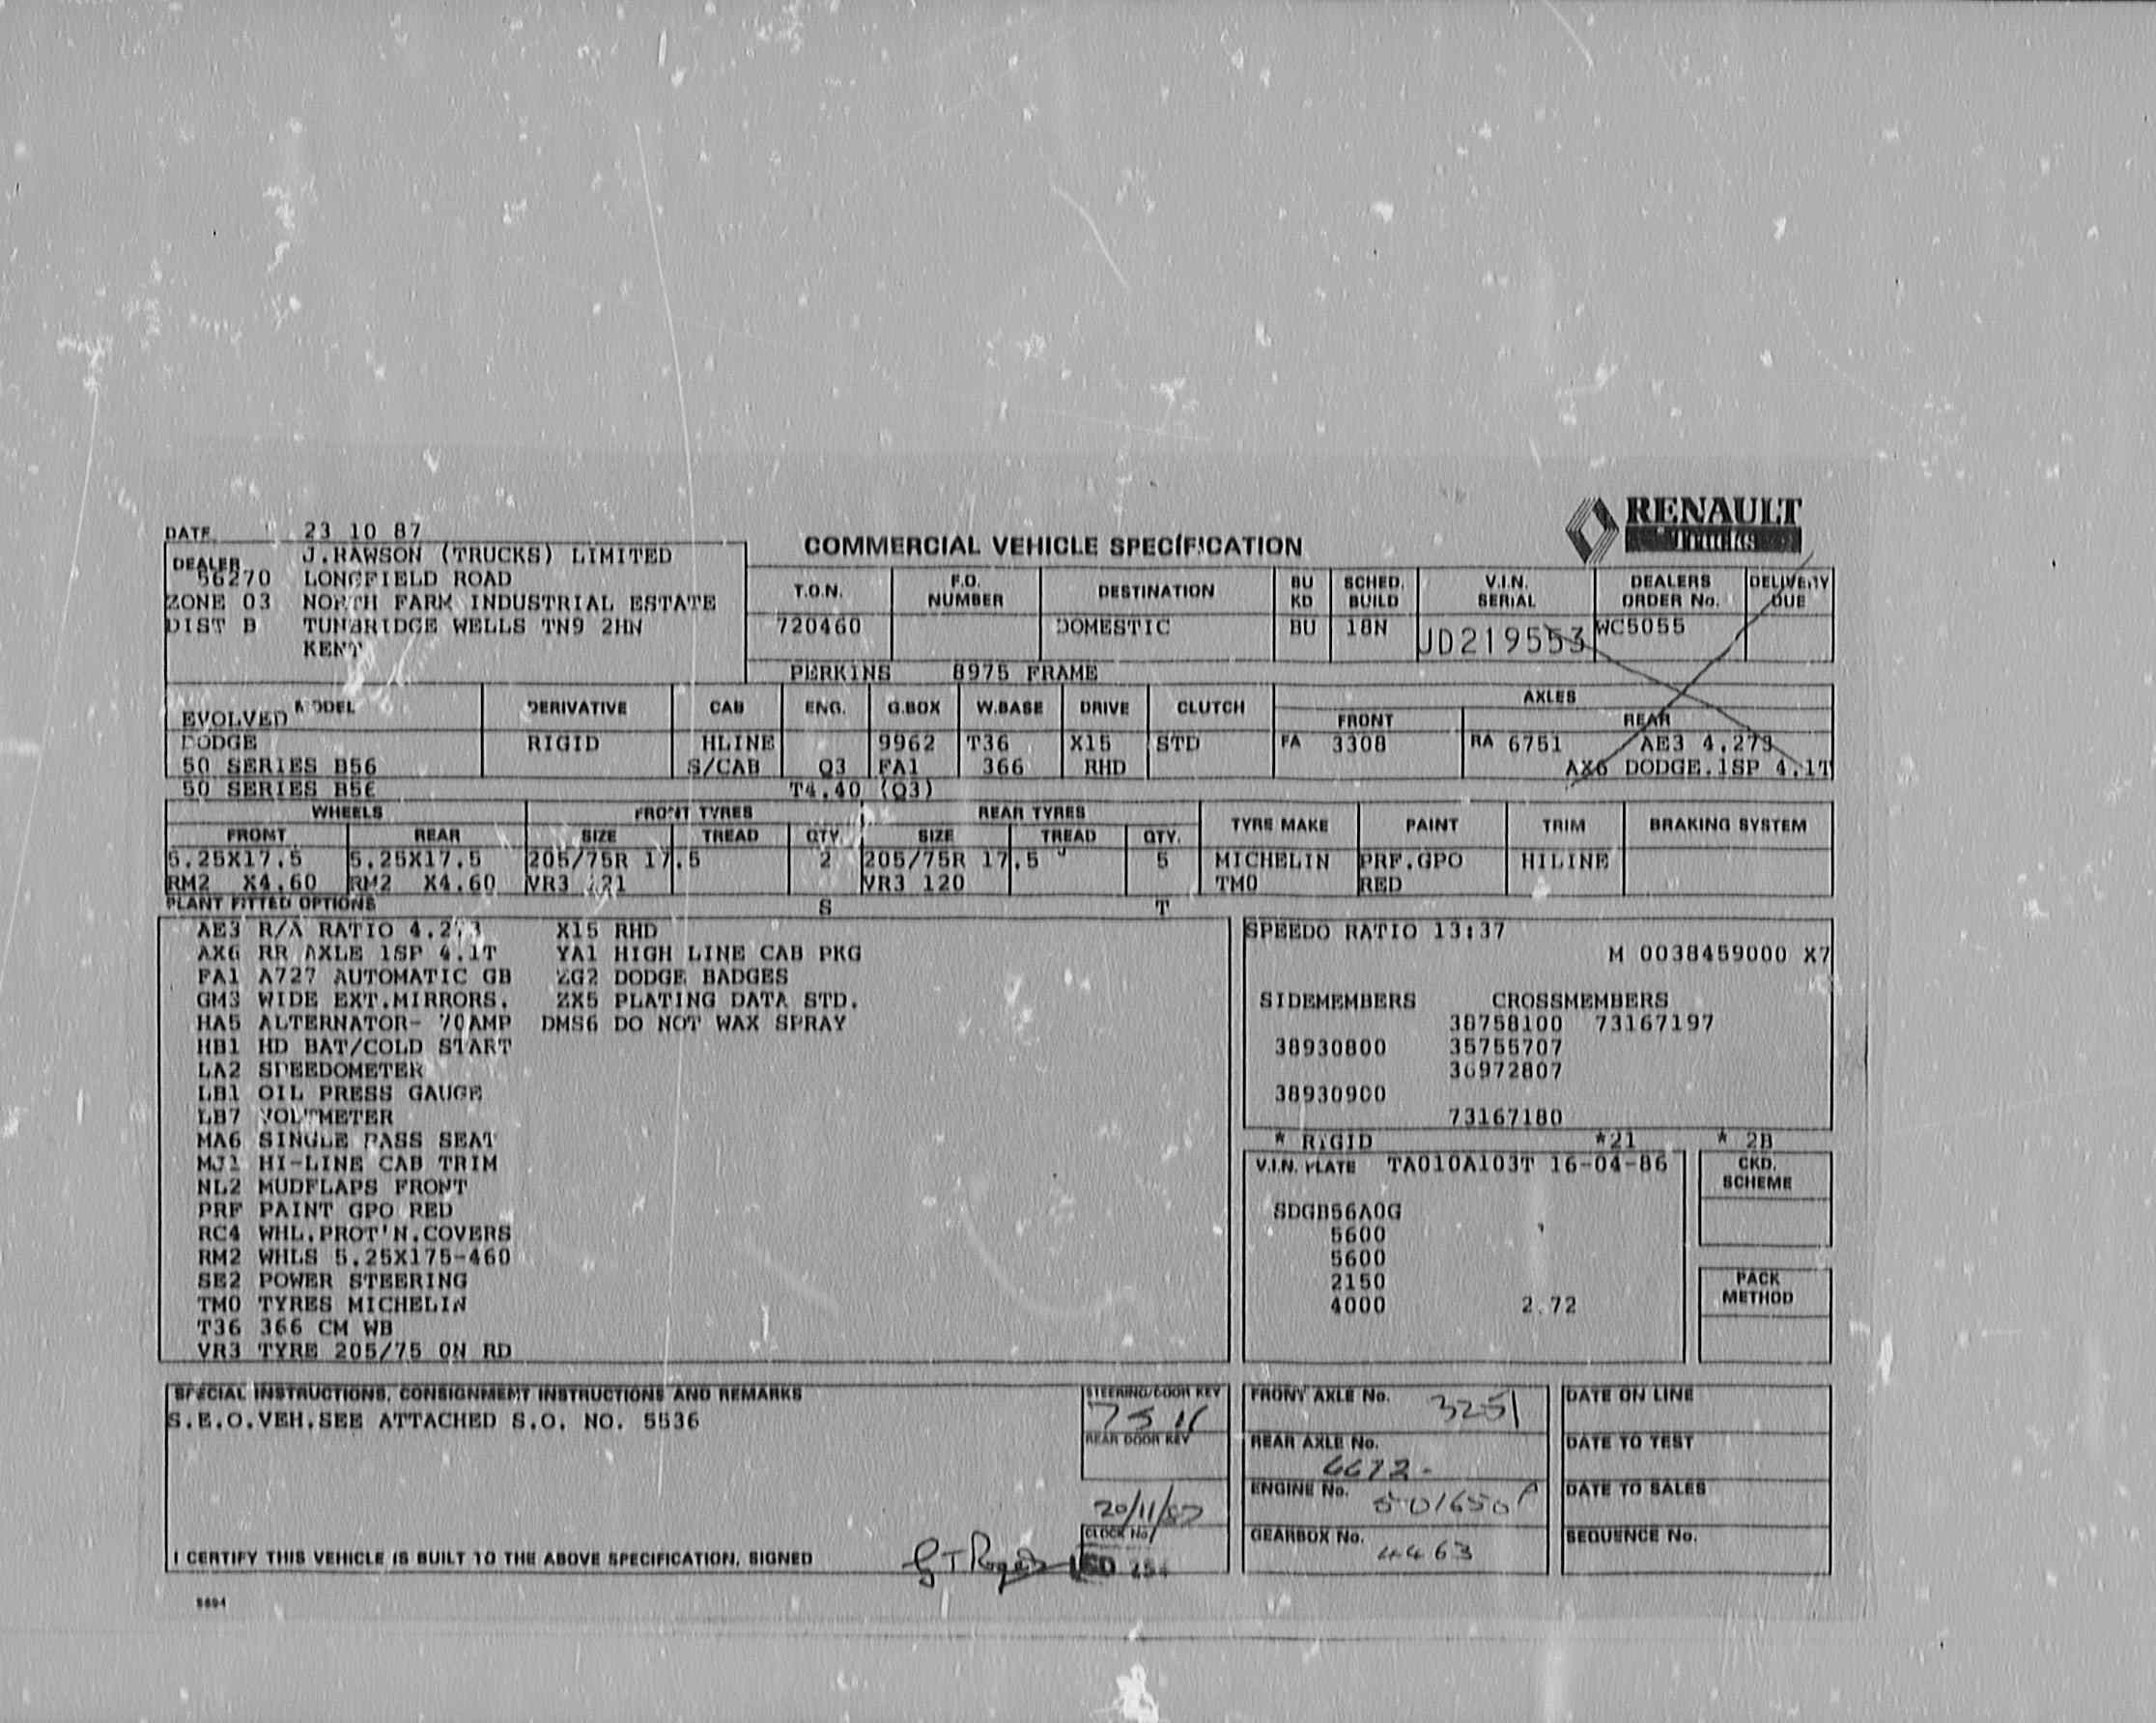 RENAULT
Trucks
DATE 23 10 87
COMMERCIAL VEHICLE SPECIFICATION
DEALER J.RAWSON (TRUCKS) LIMITED
56270 LONGFIELD ROAD
ZONE 03 NORTH FARM INDUSTRIAL ESTATE
DIST B TUNBRIDGE WELLS TN9 2HN
KENT
T.O.N. F.O. NUMBER DESTINATION BU KD SCHED. BUILD V.I.N. SERIAL DEALERS ORDER No. DELIVERY DUE
720460 DOMESTIC BU 18N JD219553 WC5055
PERKINS 8975 FRAME
MODEL DERIVATIVE CAB ENG. G.BOX W.BASE DRIVE CLUTCH AXLES
EVOLVED FRONT REAR
DODGE RIGID HLINE 9962 T36 X15 STD FA 3308 RA 6751 AE3 4.273
50 SERIES B56 S/CAB Q3 FA1 366 RHD AX6 DODGE.1SP 4.1T
50 SERIES B56 T4.40 (Q3)
WHEELS FRONT TYRES REAR TYRES TYRE MAKE PAINT TRIM BRAKING SYSTEM
FRONT REAR SIZE TREAD QTY. SIZE TREAD QTY.
5.25X17.5 5.25X17.5 205/75R 17.5 2 205/75R 17.5 5 MICHELIN PRF.GPO HILINE
RM2 X4.60 RM2 X4.60 VR3 121 VR3 120 TM0 RED
PLANT FITTED OPTIONS S T
AE3 R/A RATIO 4.273 X15 RHD
AX6 RR AXLE 1SP 4.1T YA1 HIGH LINE CAB PKG
FA1 A727 AUTOMATIC GB ZG2 DODGE BADGES
GM3 WIDE EXT.MIRRORS. ZX5 PLATING DATA STD.
HA5 ALTERNATOR- 70AMP DMS6 DO NOT WAX SPRAY
HB1 HD BAT/COLD START
LA2 SPEEDOMETER
LB1 OIL PRESS GAUGE
LB7 VOLTMETER
MA6 SINGLE PASS SEAT
MJ1 HI-LINE CAB TRIM
NL2 MUDFLAPS FRONT
PRF PAINT GPO RED
RC4 WHL.PROT'N.COVERS
RM2 WHLS 5.25X175-460
SE2 POWER STEERING
TM0 TYRES MICHELIN
T36 366 CM WB
VR3 TYRE 205/75 ON RD
SPEEDO RATIO 13:37
M 0038459000 X7
SIDEMEMBERS CROSSMEMBERS
38758100 73167197
38930800 35755707
36972807
38930900
73167180
* RIGID *21 * 2B
V.I.N. PLATE TA010A103T 16-04-86
CKD. SCHEME
SDGB56A0G
5600
5600
2150
4000 2.72
PACK METHOD
SPECIAL INSTRUCTIONS, CONSIGNMENT INSTRUCTIONS AND REMARKS
S.E.O.VEH.SEE ATTACHED S.O. NO. 5536
I CERTIFY THIS VEHICLE IS BUILT TO THE ABOVE SPECIFICATION, SIGNED
STEERING/DOOR KEY
REAR DOOR KEY
20/11/87
CLOCK No
FRONT AXLE No. 3251
REAR AXLE No.
ENGINE No. 501650
GEARBOX No. 4463
DATE ON LINE
DATE TO TEST
DATE TO SALES
SEQUENCE No.